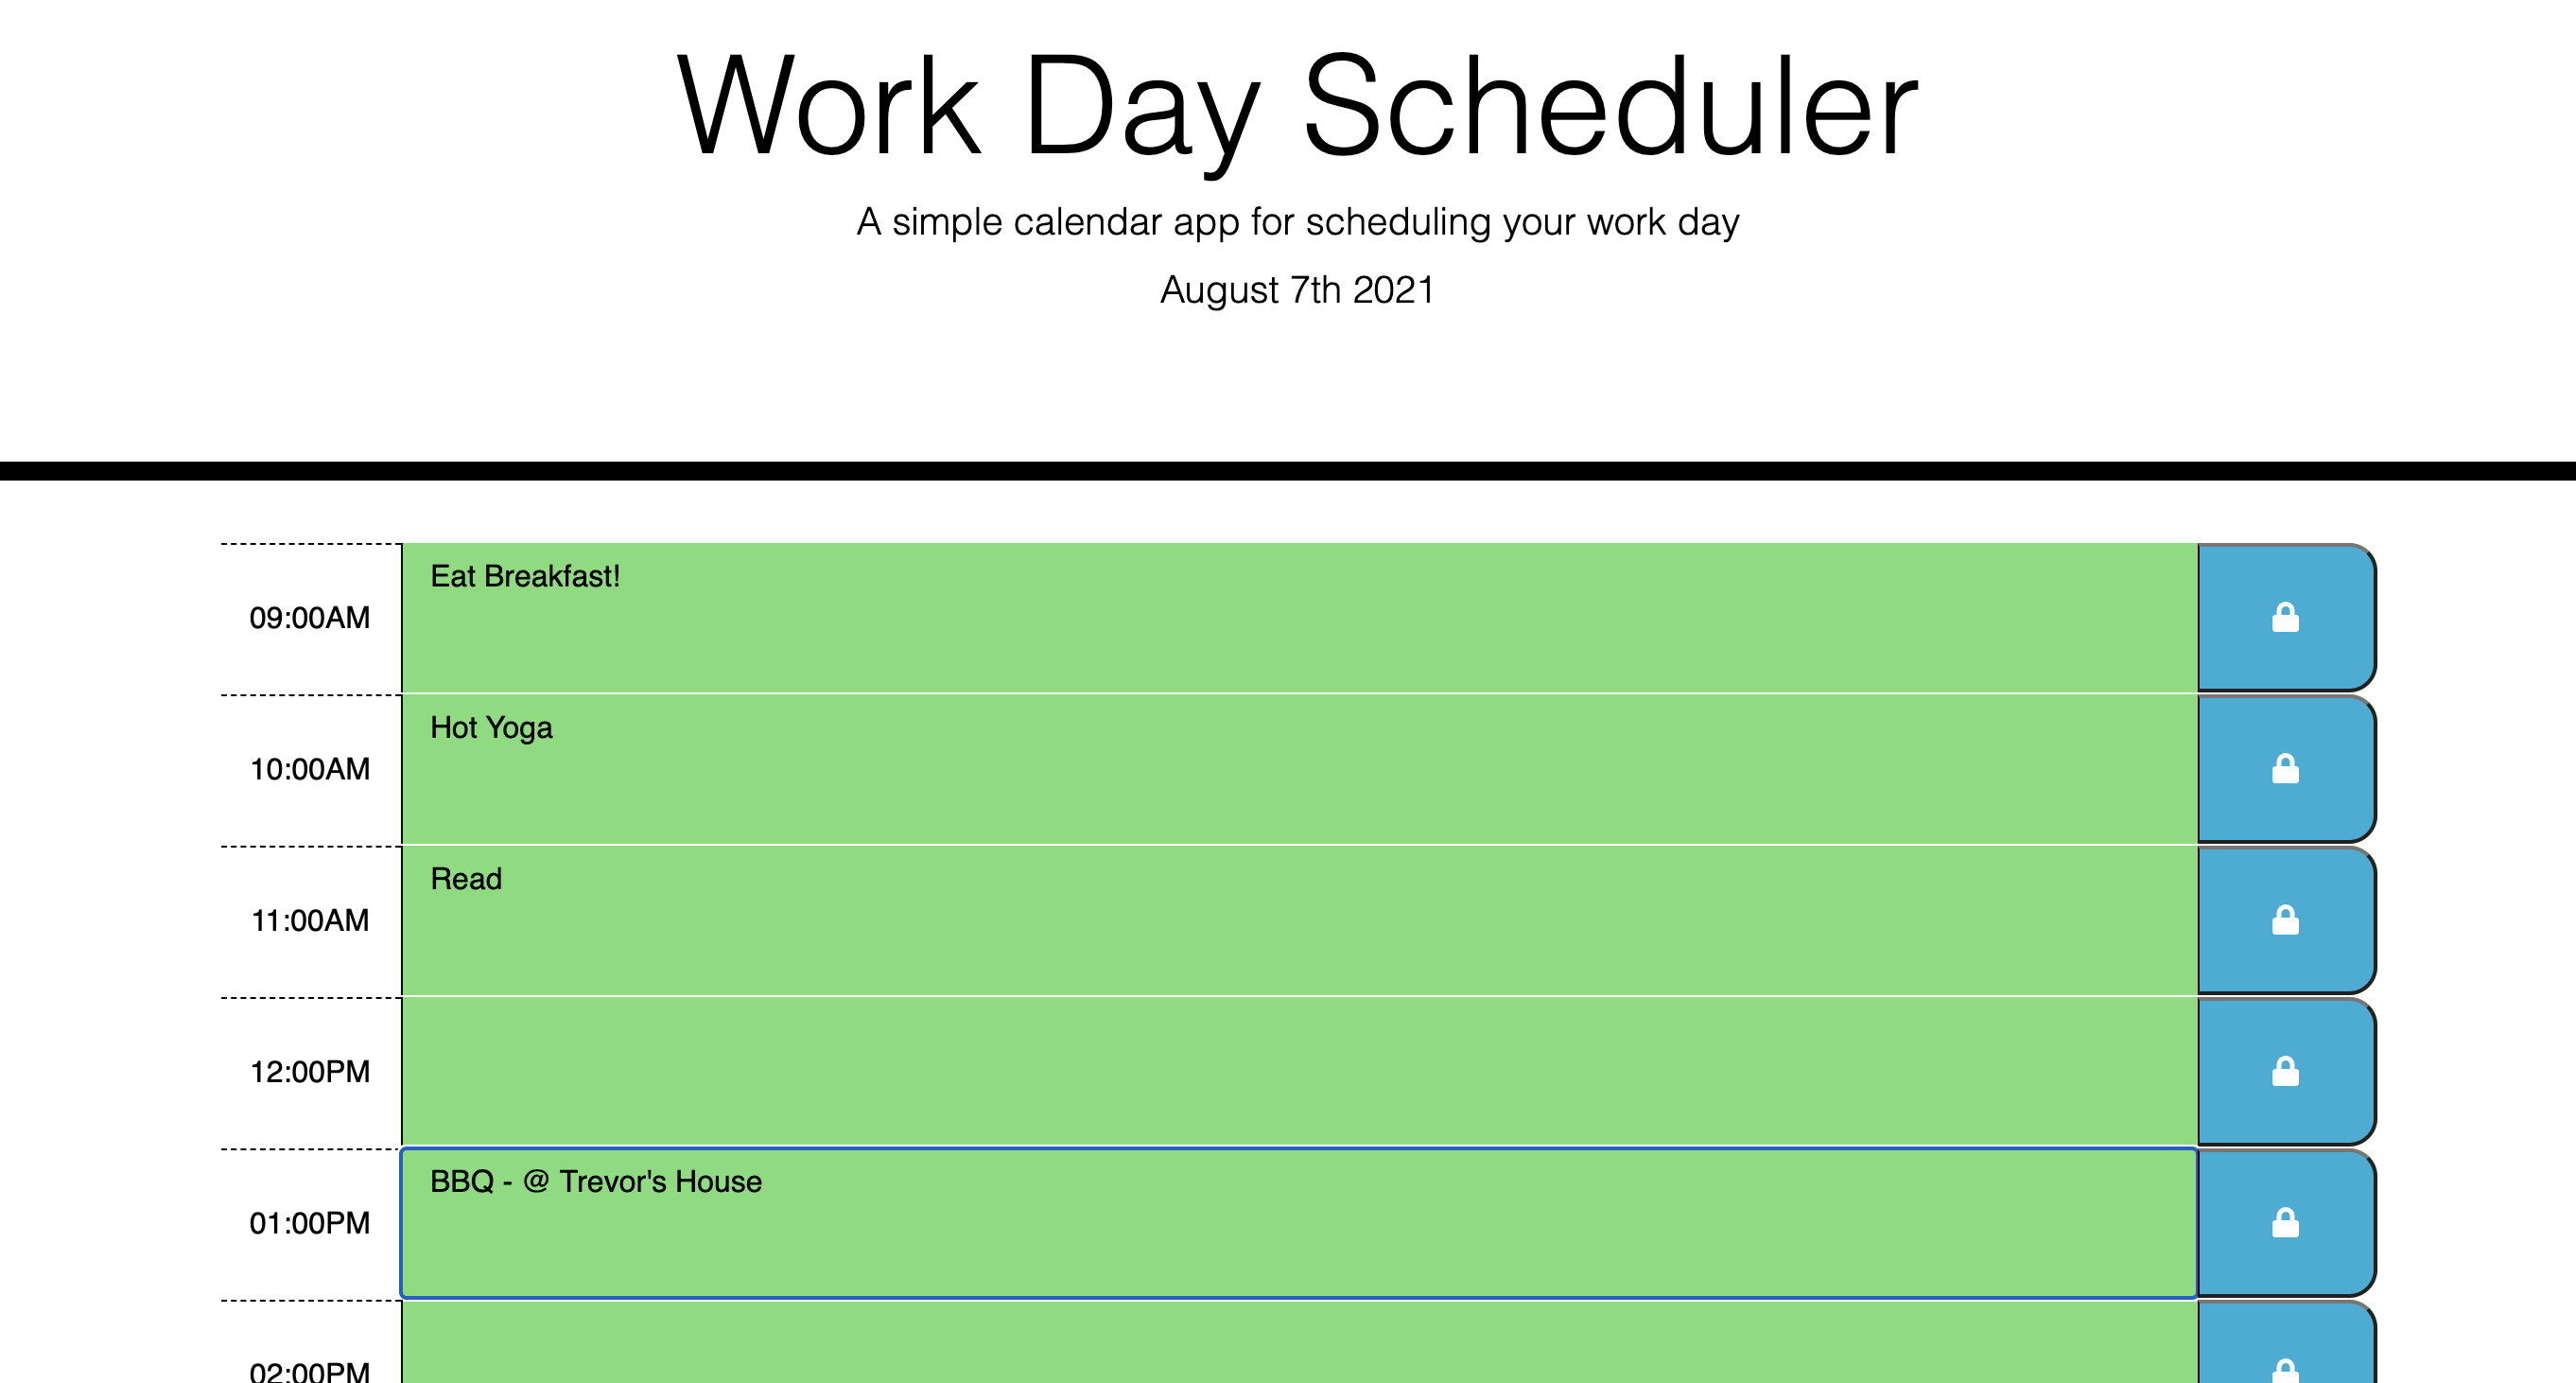 Work Day Scheduler
A simple calendar app for scheduling your work day
August 7th 2021
09:00AM
Eat Breakfast!
10:00AM
Hot Yoga
11:00AM
Read
12:00PM
01:00PM
BBQ - @ Trevor's House
02:00PM